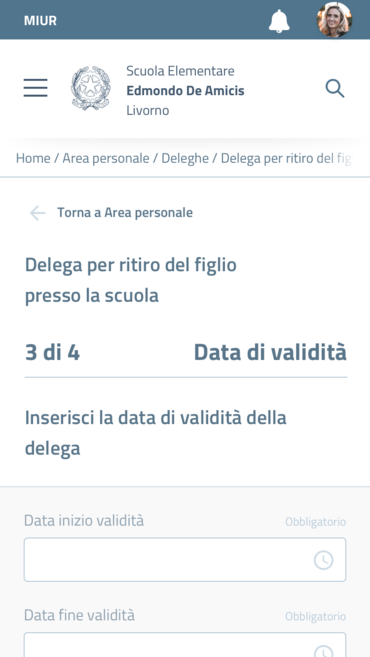 MIUR
Scuola Elementare
Edmondo De Amicis
Livorno
Home / Area personale / Deleghe / Delega per ritiro del fig
Torna a Area personale
Delega per ritiro del figlio
presso la scuola
3 di 4 Data di validità
Inserisci la data di validità della
delega
Data inizio validità Obbligatorio
Data fine validità Obbligatorio